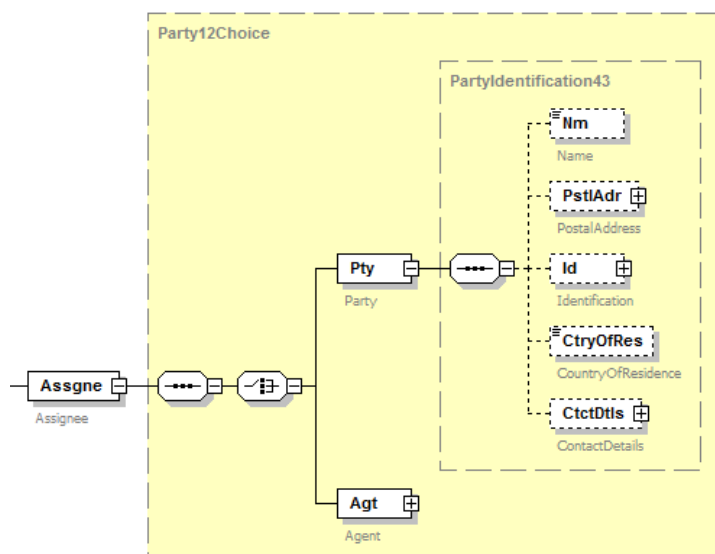 Party12Choice
PartyIdentification43
Nm
Name
PstlAdr
PostalAddress
Pty
Party
Id
Identification
CtryOfRes
CountryOfResidence
Assgne
Assignee
CtctDtls
ContactDetails
Agt
Agent